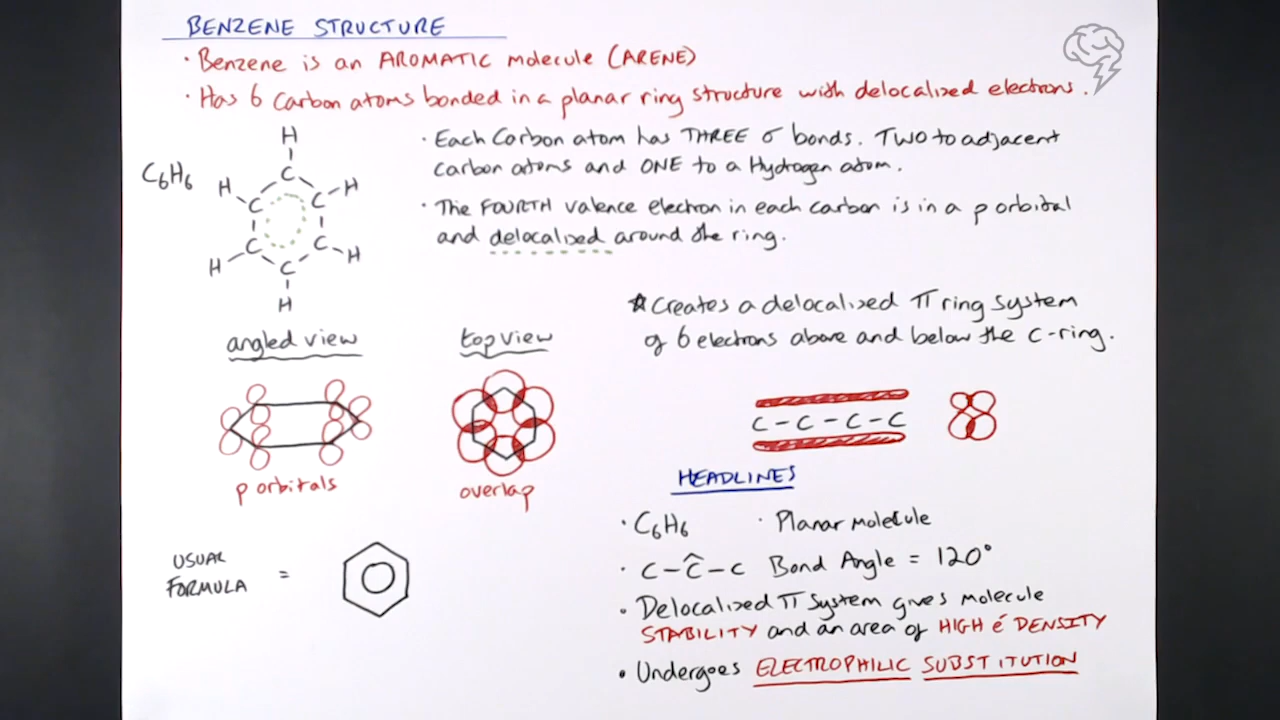 BENZENE STRUCTURE
· Benzene is an AROMATIC molecule (ARENE)
· Has 6 Carbon atoms bonded in a planar ring structure with delocalised electrons.
C₆H₆
H
H C H
C C
C C
H C H
H
· Each Carbon atom has THREE σ bonds. TWO to adjacent
carbon atoms and ONE to a Hydrogen atom.
· The FOURTH valence electron in each carbon is in a p orbital
and delocalised around the ring.
* Creates a delocalised π ring system
of 6 electrons above and below the C-ring.
angled view
top view
p orbitals
overlap
C - C - C - C
USUAL
FORMULA =
HEADLINES
· C₆H₆ · Planar molecule
· C-Ĉ-C Bond Angle = 120°
· Delocalised π system gives molecule
STABILITY and an area of HIGH e⁻ DENSITY
· Undergoes ELECTROPHILIC SUBSTITUTION